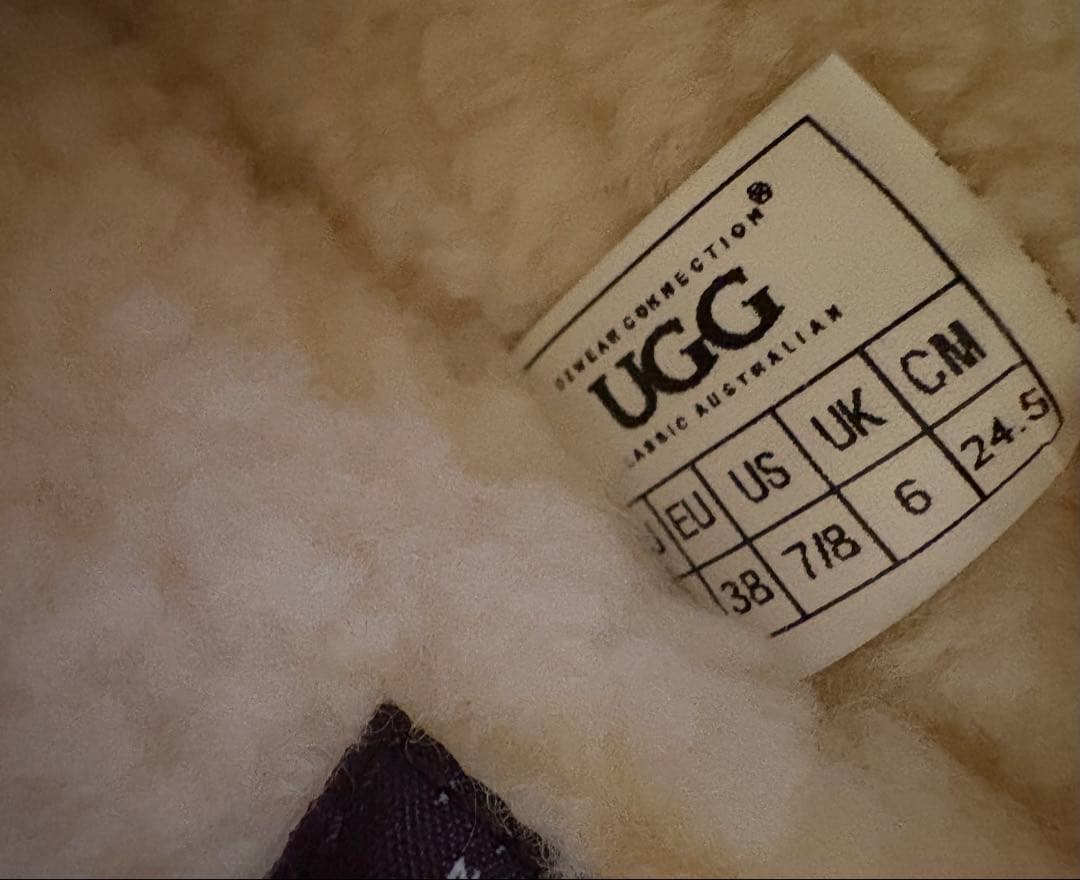 OZWEAR CONNECTION®
UGG
CLASSIC AUSTRALIAN
EU US UK CM
38 7/8 6 24.5